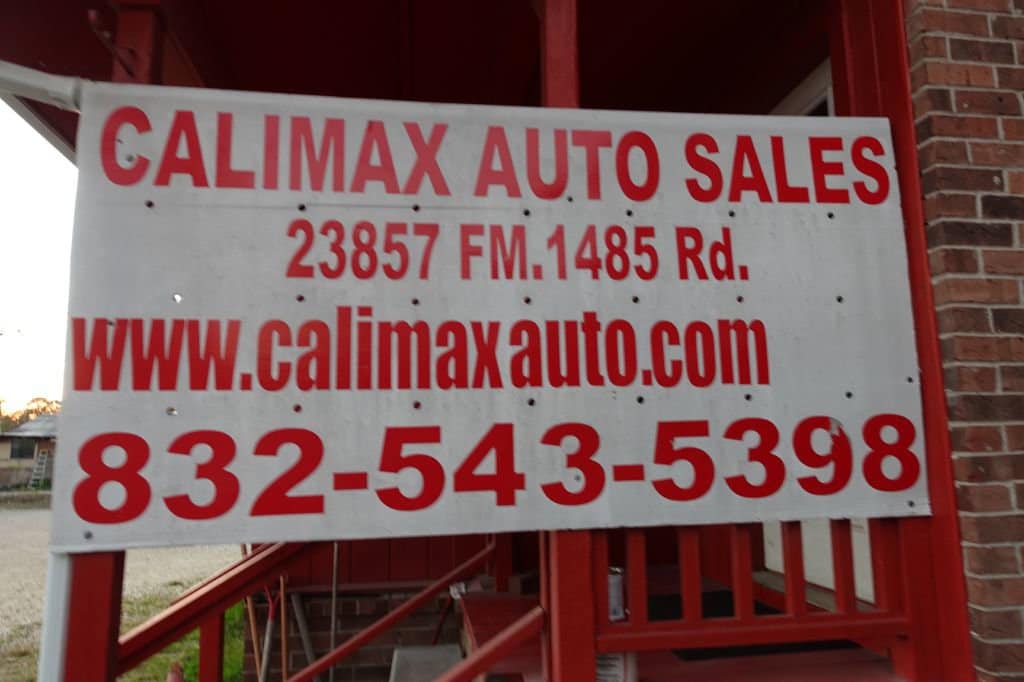 CALIMAX AUTO SALES
23857 FM.1485 Rd.
www.calimaxauto.com
832-543-5398